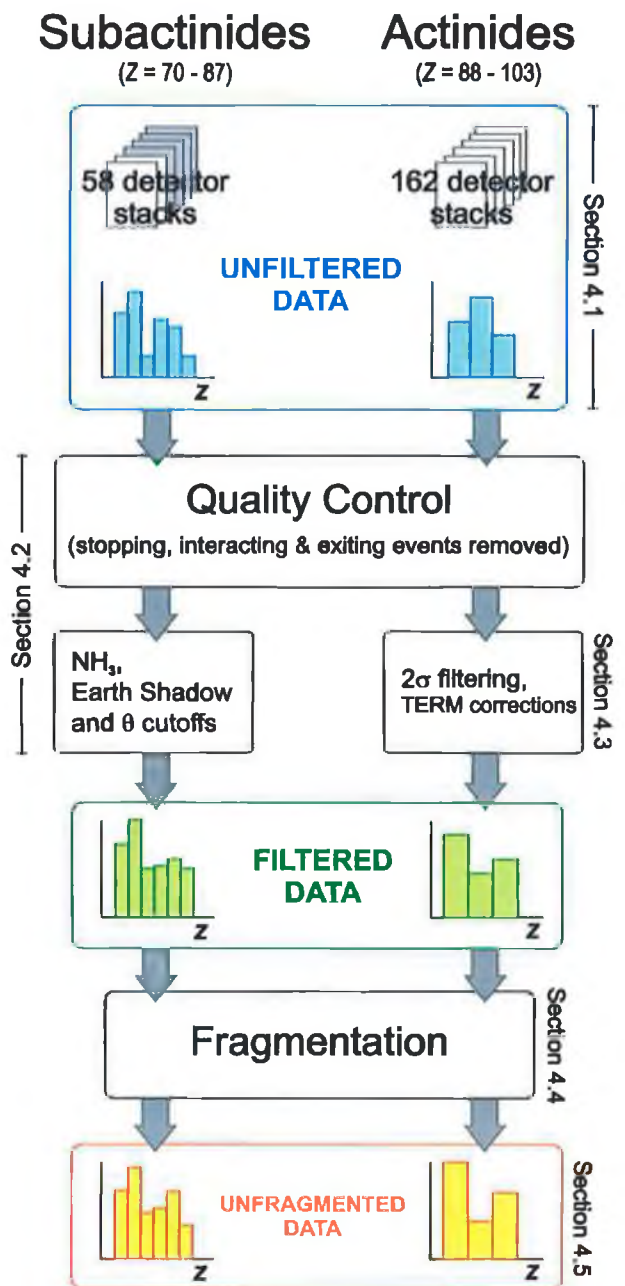 Subactinides
(Z = 70 - 87)
Actinides
(Z = 88 - 103)
58 detector
stacks
162 detector
stacks
UNFILTERED
DATA
Z
Z
Section 4.1
Quality Control
(stopping, interacting & exiting events removed)
Section 4.2
NH₃,
Earth Shadow
and θ cutoffs
2σ filtering,
TERM corrections
Section 4.3
FILTERED
DATA
Z
Z
Fragmentation
Section 4.4
UNFRAGMENTED
DATA
Z
Z
Section 4.5